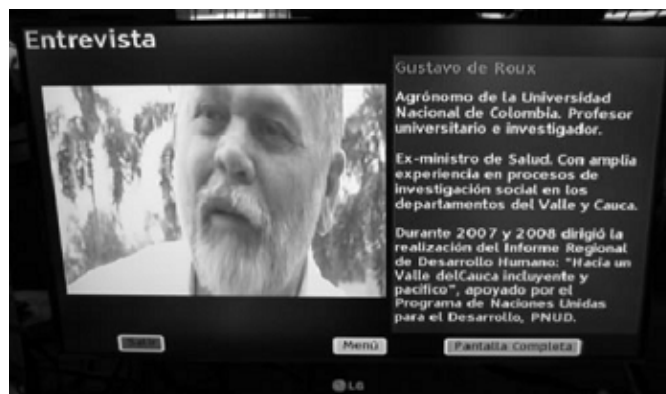 Entrevista
Gustavo de Roux
Agrónomo de la Universidad
Nacional de Colombia. Profesor
universitario e investigador.
Ex-ministro de Salud. Con amplia
experiencia en procesos de
investigación social en los
departamentos del Valle y Cauca.
Durante 2007 y 2008 dirigió la
realización del Informe Regional
de Desarrollo Humano: "Hacia un
Valle delCauca incluyente y
pacífico", apoyado por el
Programa de Naciones Unidas
para el Desarrollo, PNUD.
Salir
Menú
Pantalla Completa
LG